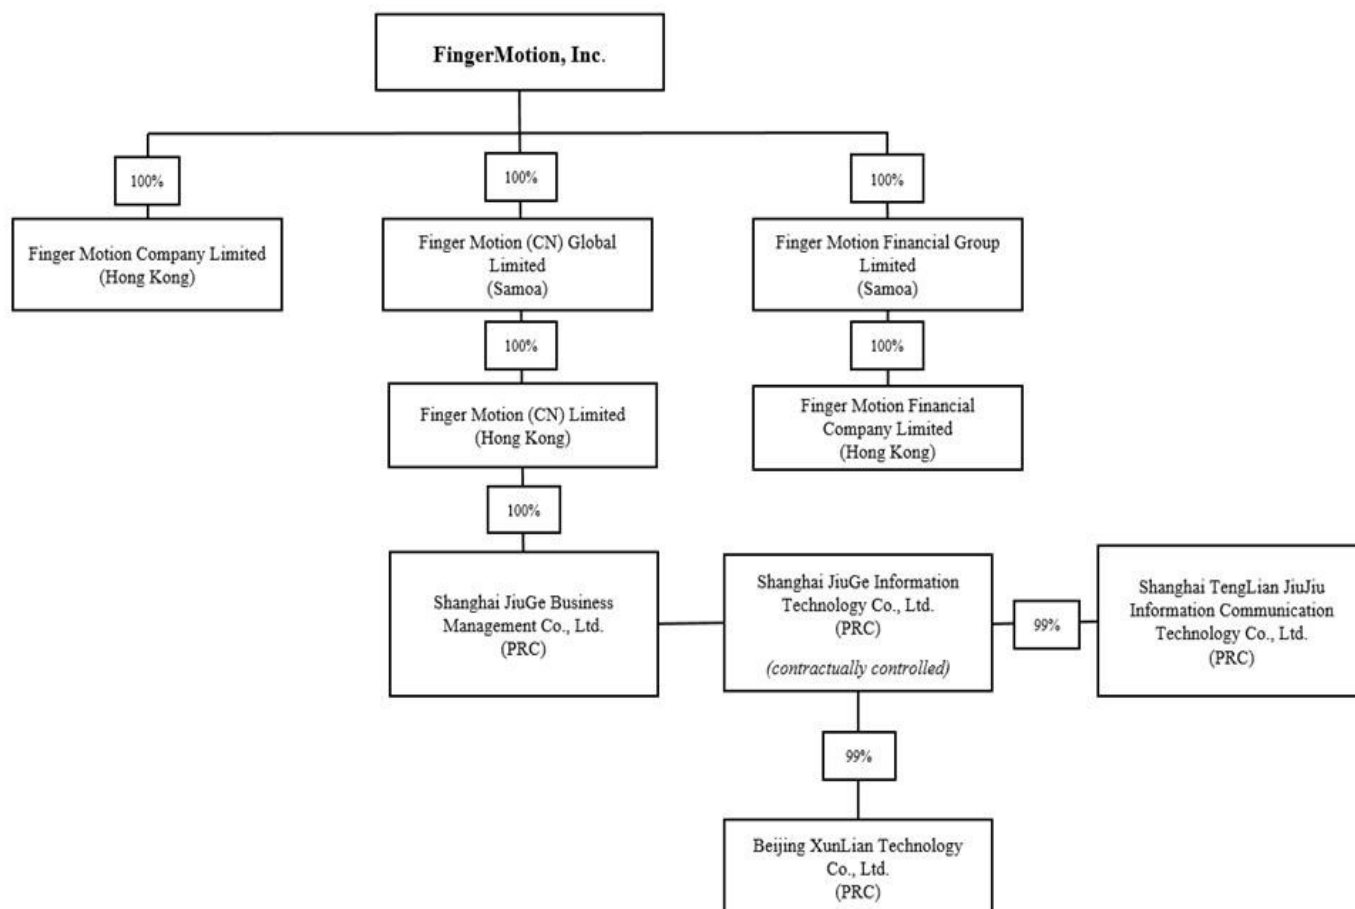 FingerMotion, Inc.
100%
100%
100%
Finger Motion Company Limited
(Hong Kong)
Finger Motion (CN) Global
Limited
(Samoa)
Finger Motion Financial Group
Limited
(Samoa)
100%
100%
Finger Motion (CN) Limited
(Hong Kong)
Finger Motion Financial
Company Limited
(Hong Kong)
100%
Shanghai JiuGe Business
Management Co., Ltd.
(PRC)
Shanghai JiuGe Information
Technology Co., Ltd.
(PRC)
(contractually controlled)
99%
Shanghai TengLian JiuJiu
Information Communication
Technology Co., Ltd.
(PRC)
99%
Beijing XunLian Technology
Co., Ltd.
(PRC)